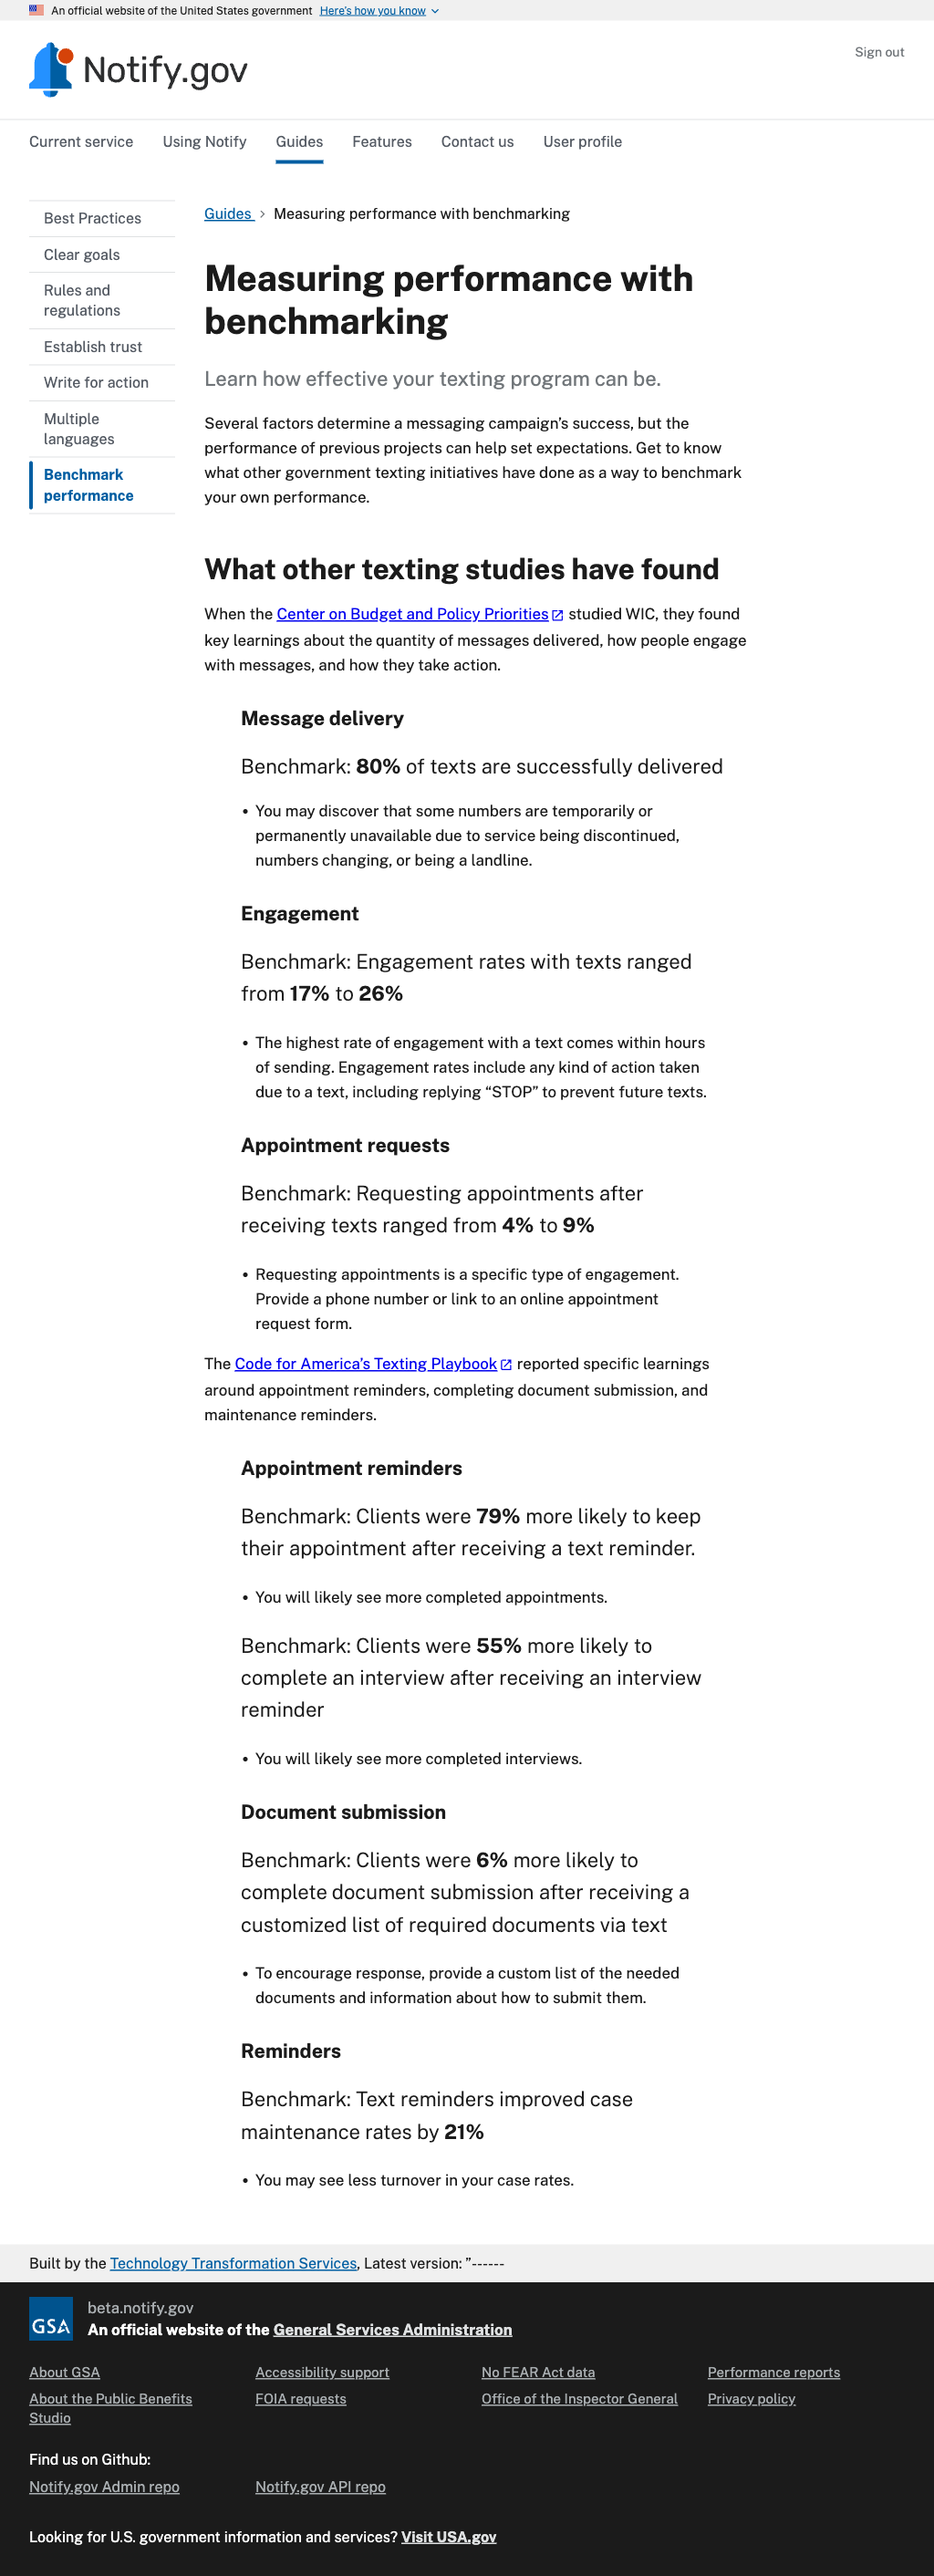 An official website of the United States government Here's how you know
Notify.gov
Sign out
Current service Using Notify Guides Features Contact us User profile
Best Practices
Clear goals
Rules and
regulations
Establish trust
Write for action
Multiple
languages
Benchmark
performance
Guides > Measuring performance with benchmarking
Measuring performance with
benchmarking
Learn how effective your texting program can be.
Several factors determine a messaging campaign’s success, but the
performance of previous projects can help set expectations. Get to know
what other government texting initiatives have done as a way to benchmark
your own performance.
What other texting studies have found
When the Center on Budget and Policy Priorities studied WIC, they found
key learnings about the quantity of messages delivered, how people engage
with messages, and how they take action.
Message delivery
Benchmark: 80% of texts are successfully delivered
• You may discover that some numbers are temporarily or
permanently unavailable due to service being discontinued,
numbers changing, or being a landline.
Engagement
Benchmark: Engagement rates with texts ranged
from 17% to 26%
• The highest rate of engagement with a text comes within hours
of sending. Engagement rates include any kind of action taken
due to a text, including replying “STOP” to prevent future texts.
Appointment requests
Benchmark: Requesting appointments after
receiving texts ranged from 4% to 9%
• Requesting appointments is a specific type of engagement.
Provide a phone number or link to an online appointment
request form.
The Code for America’s Texting Playbook reported specific learnings
around appointment reminders, completing document submission, and
maintenance reminders.
Appointment reminders
Benchmark: Clients were 79% more likely to keep
their appointment after receiving a text reminder.
• You will likely see more completed appointments.
Benchmark: Clients were 55% more likely to
complete an interview after receiving an interview
reminder
• You will likely see more completed interviews.
Document submission
Benchmark: Clients were 6% more likely to
complete document submission after receiving a
customized list of required documents via text
• To encourage response, provide a custom list of the needed
documents and information about how to submit them.
Reminders
Benchmark: Text reminders improved case
maintenance rates by 21%
• You may see less turnover in your case rates.
Built by the Technology Transformation Services, Latest version: ”------
GSA
beta.notify.gov
An official website of the General Services Administration
About GSA Accessibility support No FEAR Act data Performance reports
About the Public Benefits
Studio
FOIA requests Office of the Inspector General Privacy policy
Find us on Github:
Notify.gov Admin repo Notify.gov API repo
Looking for U.S. government information and services? Visit USA.gov